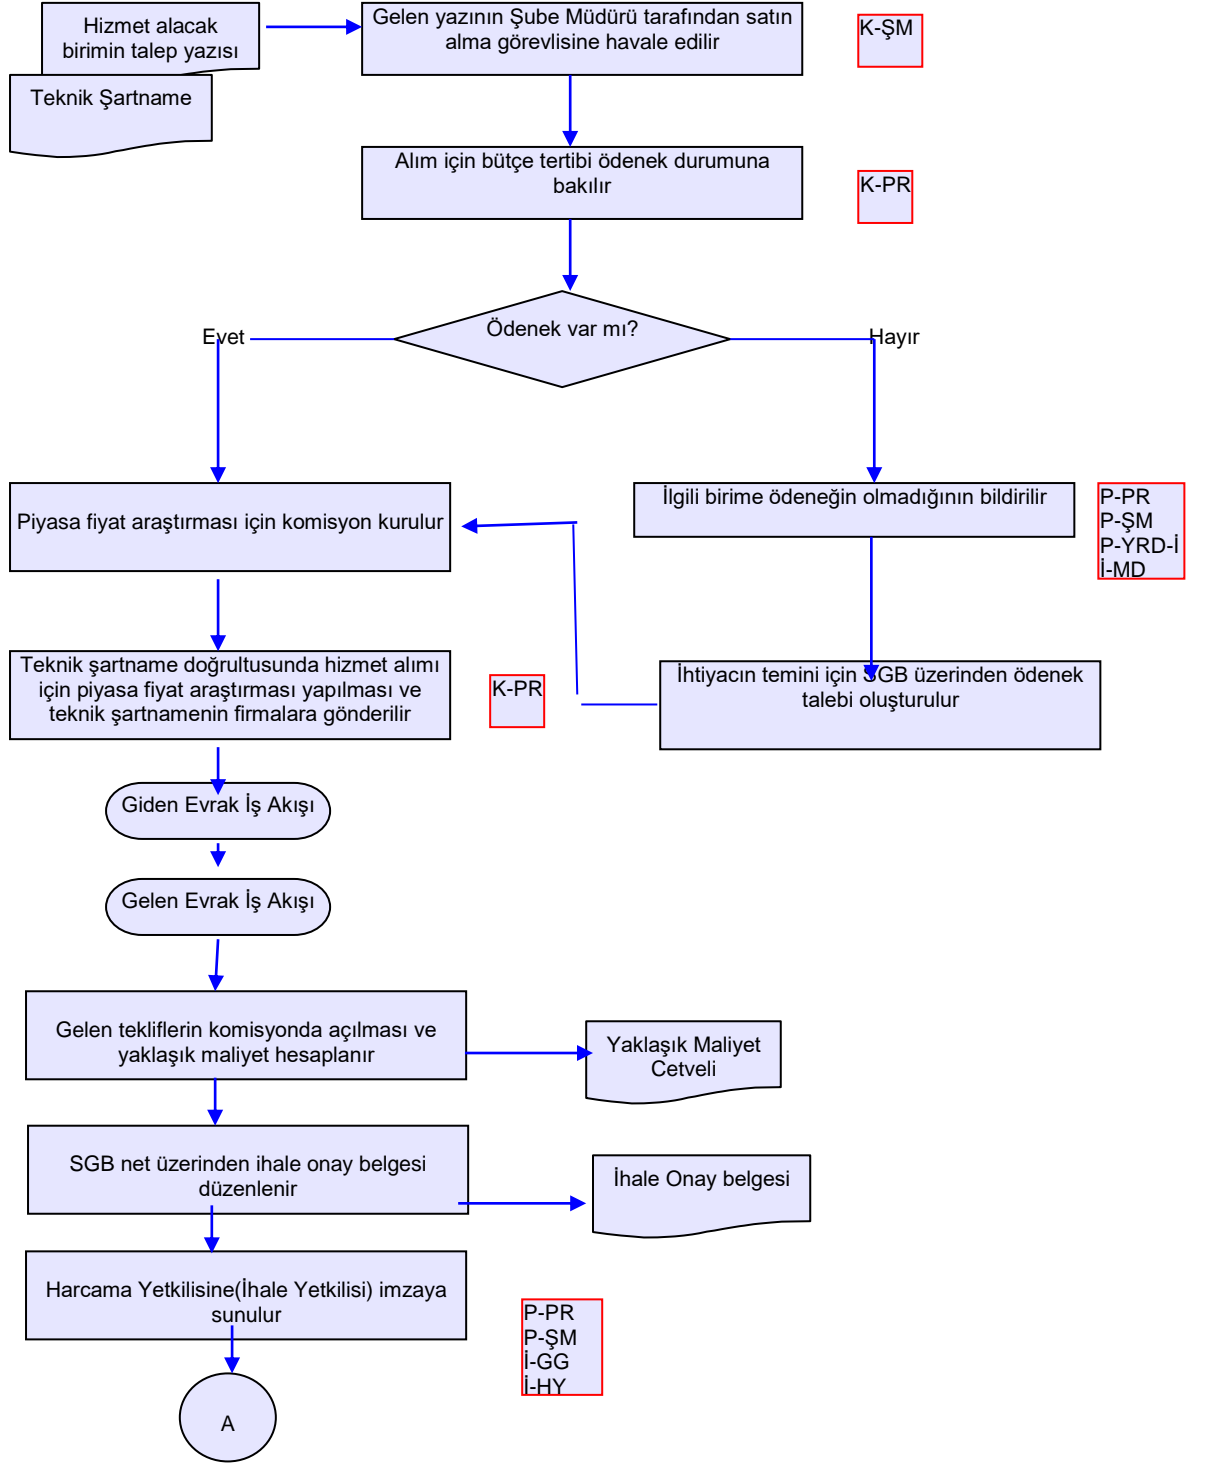 Hizmet alacak
birimin talep yazısı
Teknik Şartname
Gelen yazının Şube Müdürü tarafından satın
alma görevlisine havale edilir
K-ŞM
Alım için bütçe tertibi ödenek durumuna
bakılır
K-PR
Ödenek var mı?
Evet
Hayır
Piyasa fiyat araştırması için komisyon kurulur
İlgili birime ödeneğin olmadığının bildirilir
P-PR
P-ŞM
P-YRD-İ
İ-MD
Teknik şartname doğrultusunda hizmet alımı
için piyasa fiyat araştırması yapılması ve
teknik şartnamenin firmalara gönderilir
K-PR
İhtiyacın temini için SGB üzerinden ödenek
talebi oluşturulur
Giden Evrak İş Akışı
Gelen Evrak İş Akışı
Gelen tekliflerin komisyonda açılması ve
yaklaşık maliyet hesaplanır
Yaklaşık Maliyet
Cetveli
SGB net üzerinden ihale onay belgesi
düzenlenir
İhale Onay belgesi
Harcama Yetkilisine(İhale Yetkilisi) imzaya
sunulur
P-PR
P-ŞM
İ-GG
İ-HY
A